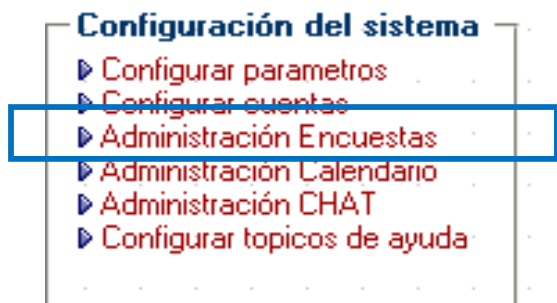 Configuración del sistema
Configurar parametros
Configurar cuentas
Administración Encuestas
Administración Calendario
Administración CHAT
Configurar topicos de ayuda